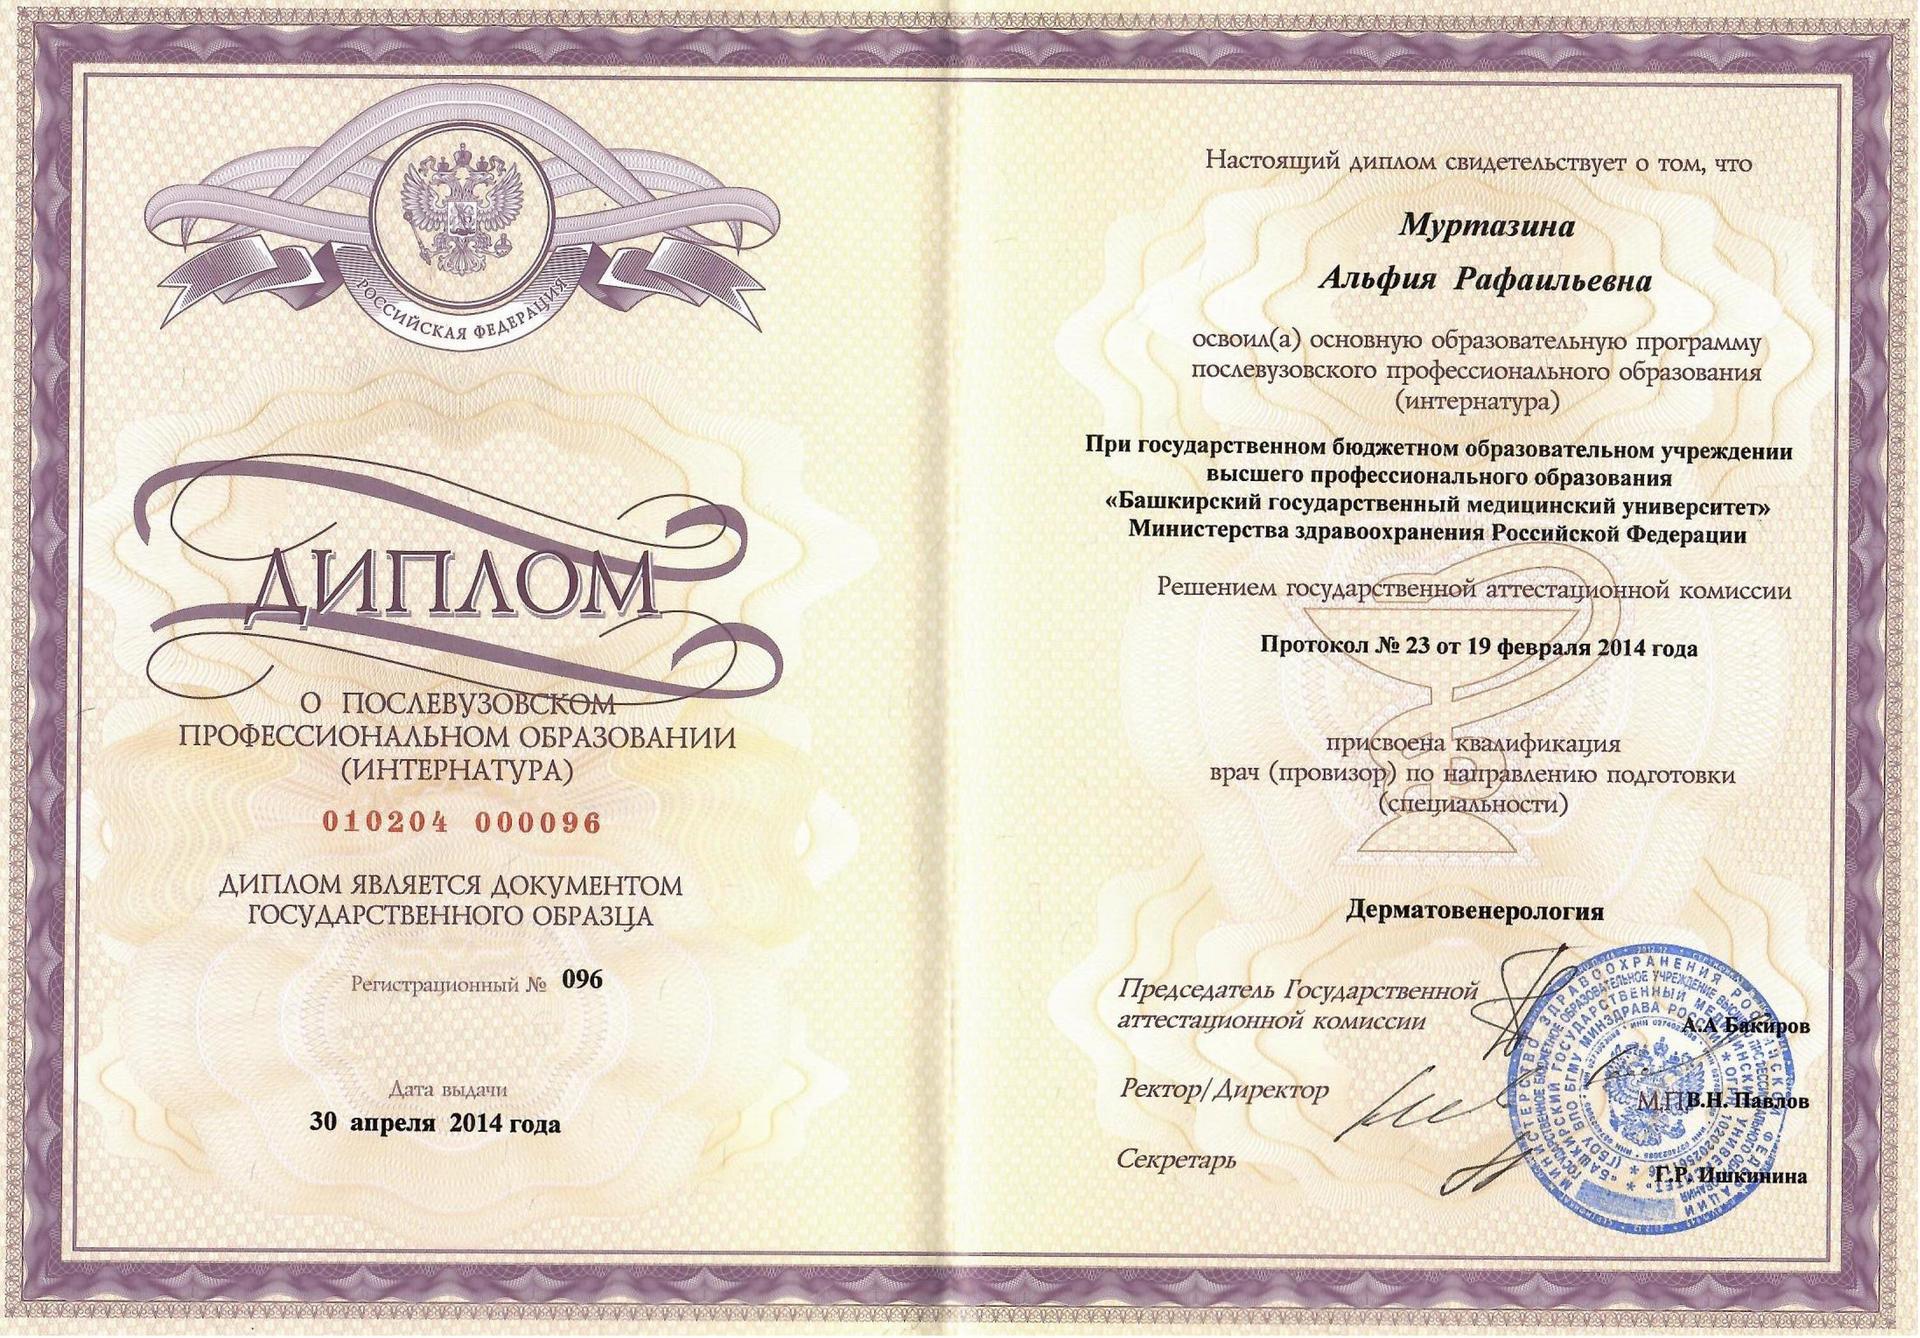 РОССИЙСКАЯ ФЕДЕРАЦИЯ
ДИПЛОМ
О ПОСЛЕВУЗОВСКОМ
ПРОФЕССИОНАЛЬНОМ ОБРАЗОВАНИИ
(ИНТЕРНАТУРА)
010204 000096
ДИПЛОМ ЯВЛЯЕТСЯ ДОКУМЕНТОМ
ГОСУДАРСТВЕННОГО ОБРАЗЦА
Регистрационный № 096
Дата выдачи
30 апреля 2014 года
Настоящий диплом свидетельствует о том, что
Муртазина
Альфия Рафаильевна
освоил(а) основную образовательную программу
послевузовского профессионального образования
(интернатура)
При государственном бюджетном образовательном учреждении
высшего профессионального образования
«Башкирский государственный медицинский университет»
Министерства здравоохранения Российской Федерации
Решением государственной аттестационной комиссии
Протокол № 23 от 19 февраля 2014 года
присвоена квалификация
врач (провизор) по направлению подготовки
(специальности)
Дерматовенерология
Председатель Государственной
аттестационной комиссии
А.А Бакиров
Ректор/Директор
М.П
В.Н. Павлов
Секретарь
Г.Р. Ишкинина
МИНИСТЕРСТВО ЗДРАВООХРАНЕНИЯ РОССИЙСКОЙ ФЕДЕРАЦИИ